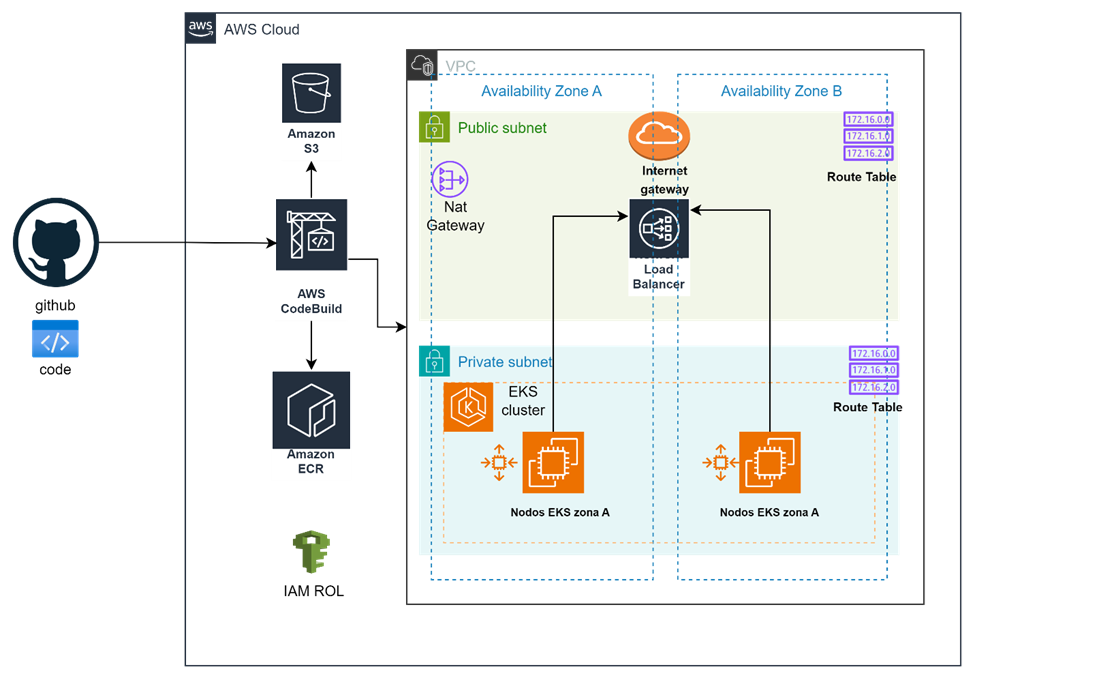 aws
AWS Cloud
VPC
Availability Zone A
Availability Zone B
Amazon
S3
Public subnet
172.16.0.0
172.16.1.0
172.16.2.0
Route Table
Internet
gateway
Nat
Gateway
Load
Balancer
AWS
CodeBuild
github
code
Private subnet
172.16.0.0
172.16.1.0
172.16.2.0
Route Table
EKS
cluster
K
Amazon
ECR
Nodos EKS zona A
Nodos EKS zona A
IAM ROL